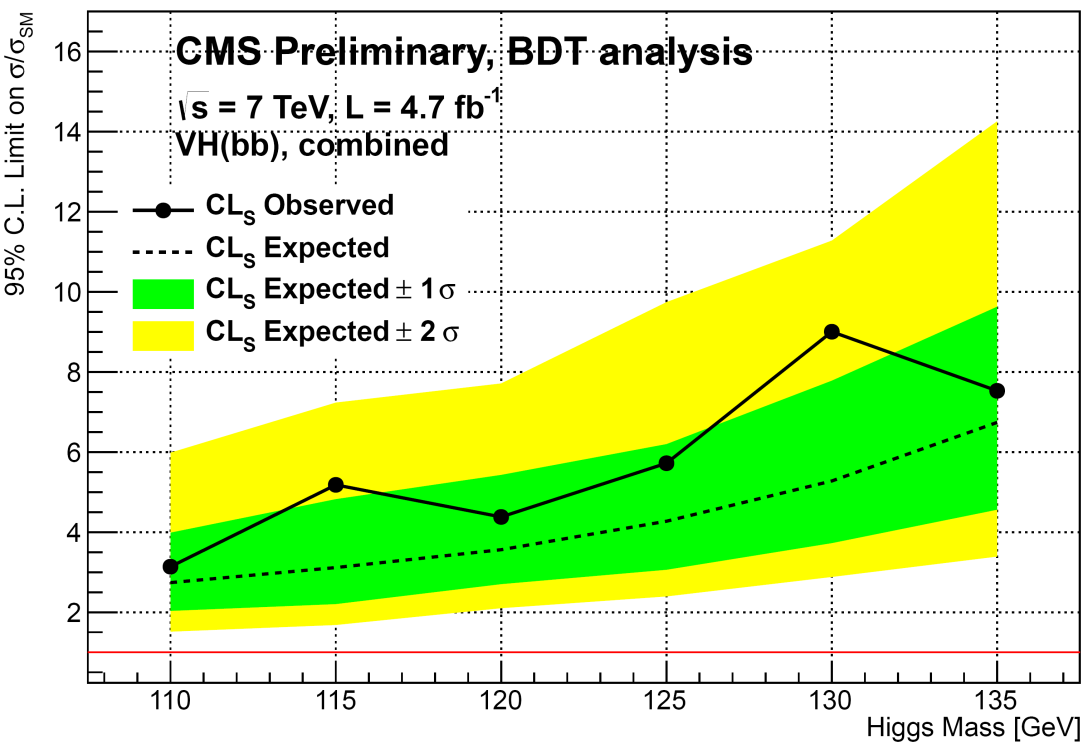 CMS Preliminary, BDT analysis
√s = 7 TeV, L = 4.7 fb⁻¹
VH(bb), combined
CLS Observed
CLS Expected
CLS Expected ± 1 σ
CLS Expected ± 2 σ
95% C.L. Limit on σ/σSM
16
14
12
10
8
6
4
2
110 115 120 125 130 135
Higgs Mass [GeV]